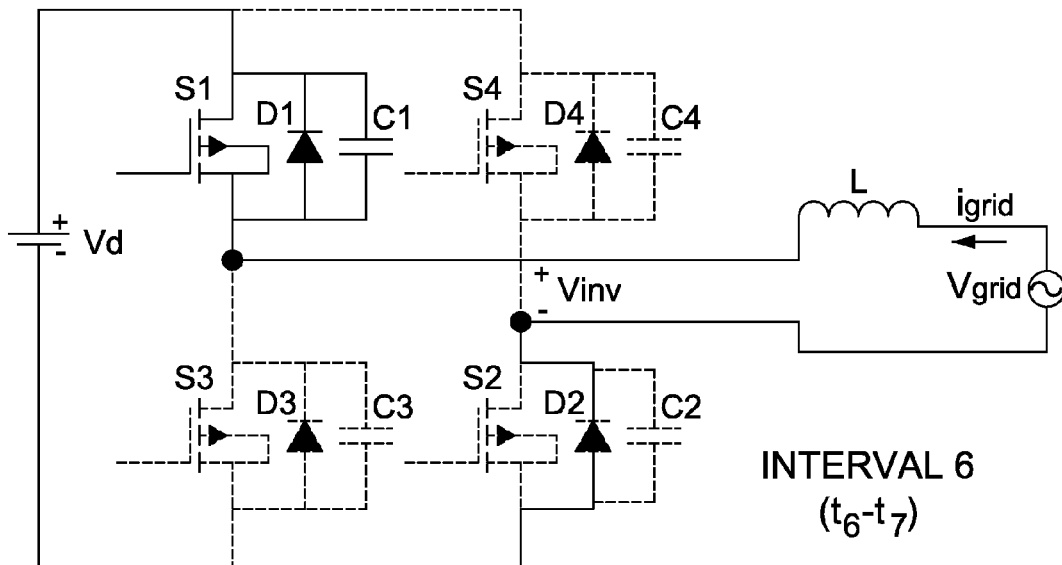 S1
D1
C1
S4
D4
C4
+
-
Vd
L
igrid
Vgrid
+
Vinv
-
S3
D3
C3
S2
D2
C2
INTERVAL 6
(t6-t7)